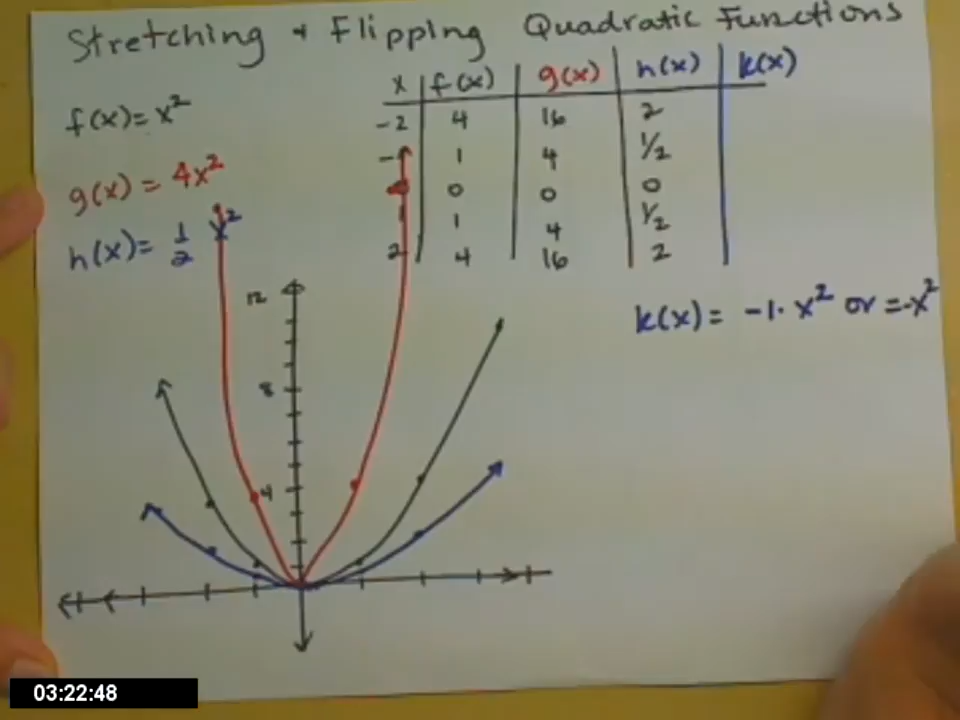 Stretching + Flipping Quadratic Functions
f(x) = x²
g(x) = 4x²
h(x) = 1/2 x²
x f(x) g(x) h(x) k(x)
-2 4 16 2
-1 1 4 1/2
0 0 0 0
1 1 4 1/2
2 4 16 2
k(x) = -1· x² or = -x²
12
8
4
03:22:48